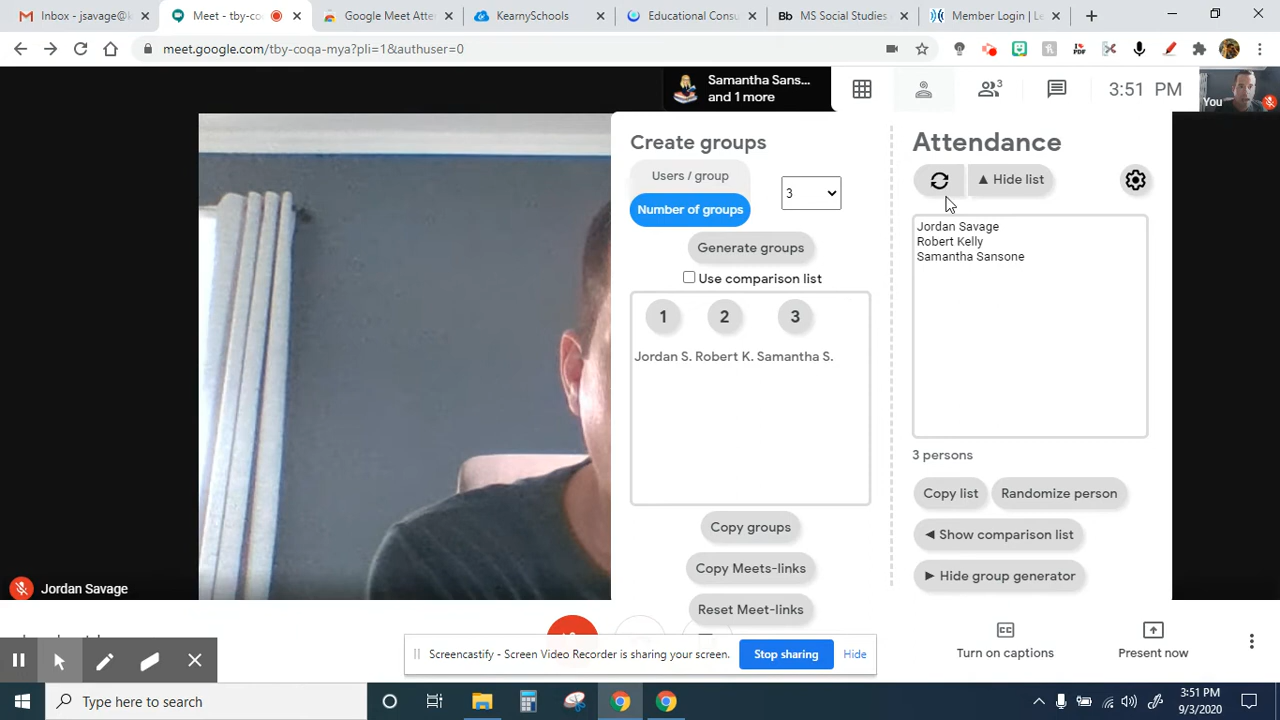 Inbox - jsavage@k
Meet - tby-co
Google Meet Atte
KearnySchools
Educational Consu
MS Social Studies
Member Login | Le
meet.google.com/tby-coqa-mya?pli=1&authuser=0
Samantha Sans...
and 1 more
3
3:51 PM
You
Create groups
Users / group
Number of groups
3
Generate groups
Use comparison list
1 2 3
Jordan S. Robert K. Samantha S.
Copy groups
Copy Meets-links
Reset Meet-links
Attendance
▲ Hide list
Jordan Savage
Robert Kelly
Samantha Sansone
3 persons
Copy list
Randomize person
◄ Show comparison list
► Hide group generator
Jordan Savage
Turn on captions
Present now
Screencastify - Screen Video Recorder is sharing your screen.
Stop sharing
Hide
Type here to search
3:51 PM
9/3/2020